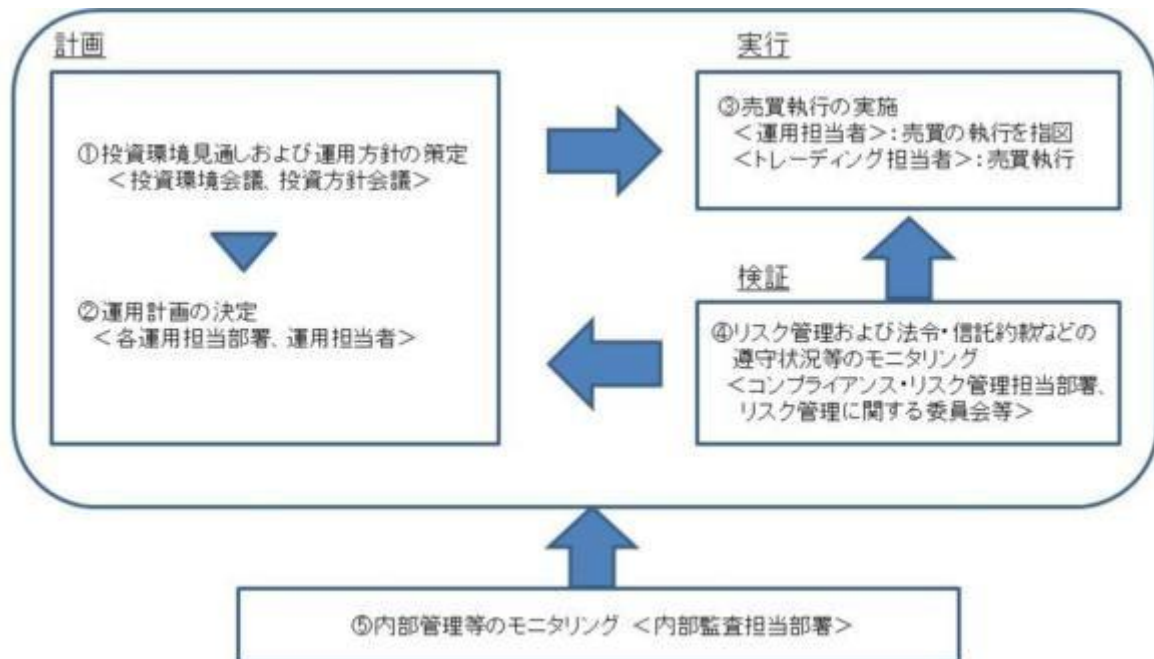 計画
①投資環境見通しおよび運用方針の策定
＜投資環境会議、投資方針会議＞
②運用計画の決定
＜各運用担当部署、運用担当者＞
実行
③売買執行の実施
＜運用担当者＞：売買の執行を指図
＜トレーディング担当者＞：売買執行
検証
④リスク管理および法令・信託約款などの
遵守状況等のモニタリング
＜コンプライアンス・リスク管理担当部署、
リスク管理に関する委員会等＞
⑤内部管理等のモニタリング ＜内部監査担当部署＞